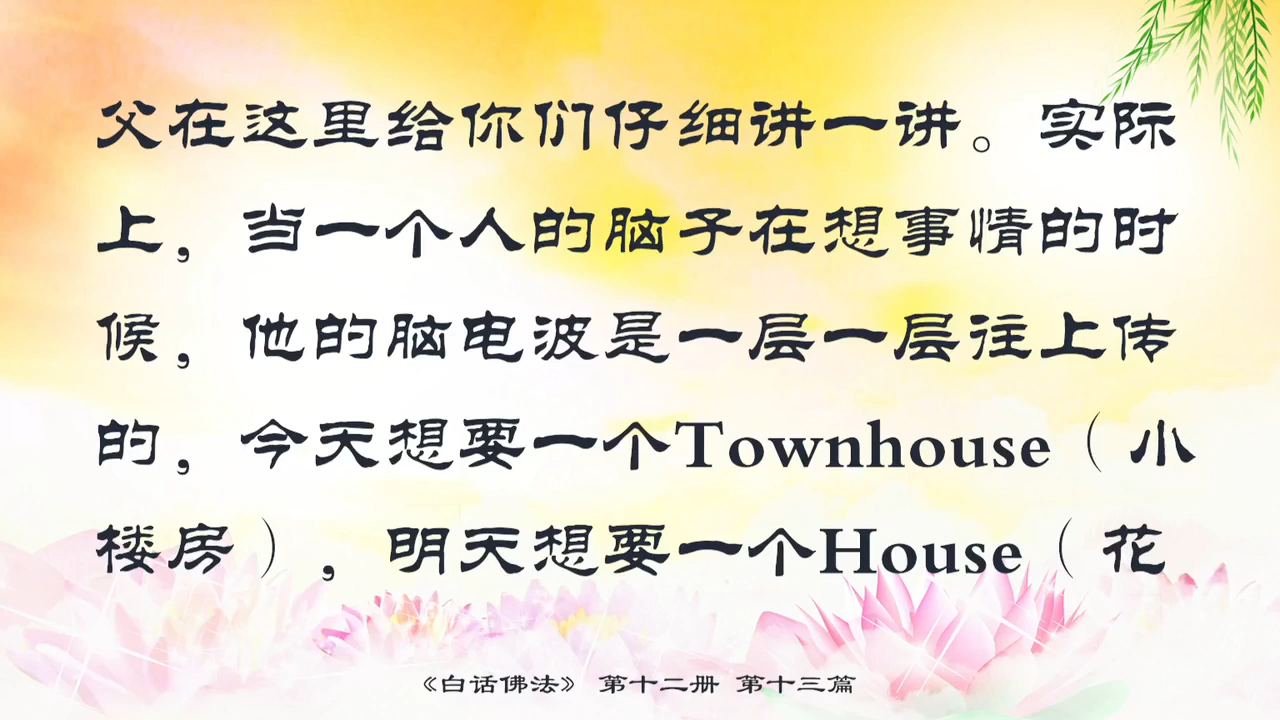 父在这里给你们仔细讲一讲。实际
上，当一个人的脑子在想事情的时
候，他的脑电波是一层一层往上传
的，今天想要一个Townhouse（小
楼房），明天想要一个House（花
《白话佛法》 第十二册 第十三篇